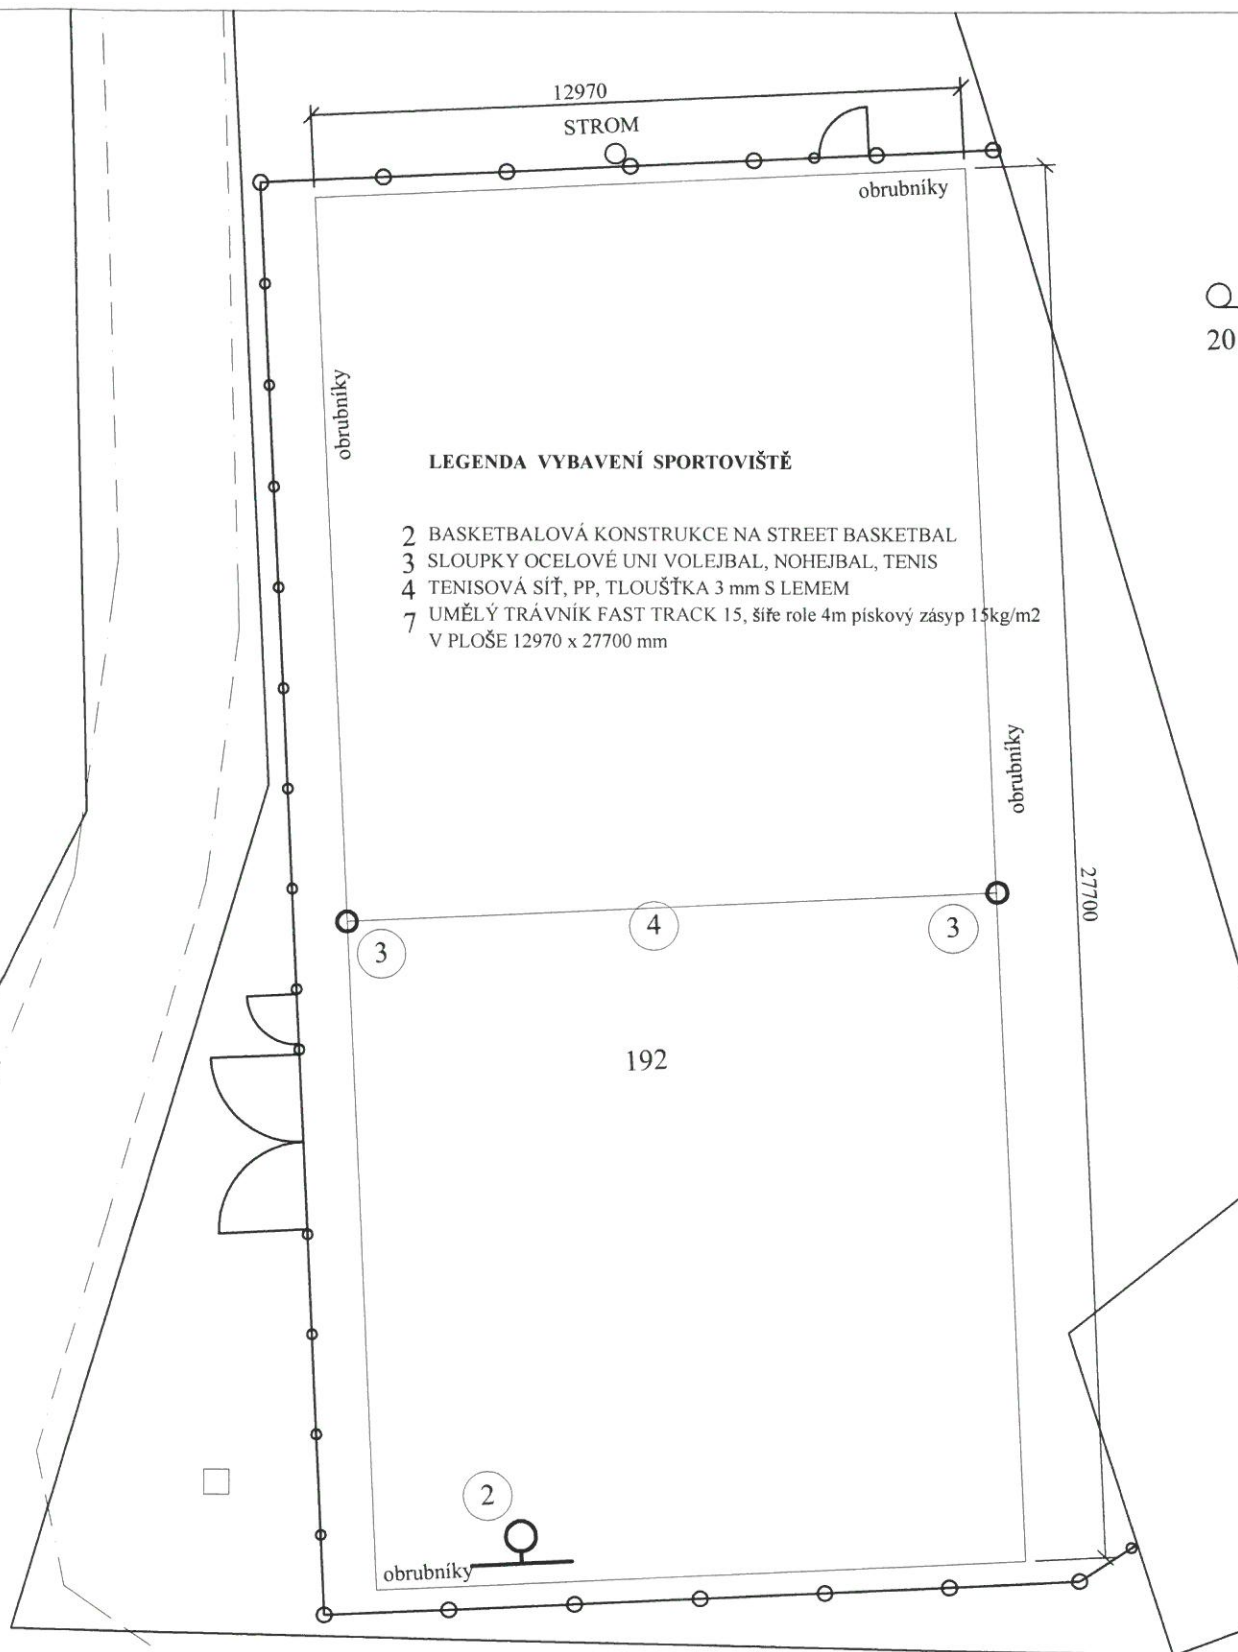 12970
STROM
obrubníky
20
obrubníky
LEGENDA VYBAVENÍ SPORTOVIŠTĚ
2 BASKETBALOVÁ KONSTRUKCE NA STREET BASKETBAL
3 SLOUPKY OCELOVÉ UNI VOLEJBAL, NOHEJBAL, TENIS
4 TENISOVÁ SÍŤ, PP, TLOUŠŤKA 3 mm S LEMEM
7 UMĚLÝ TRÁVNÍK FAST TRACK 15, šíře role 4m pískový zásyp 15kg/m2
V PLOŠE 12970 x 27700 mm
obrubníky
27700
3
4
3
192
2
obrubníky